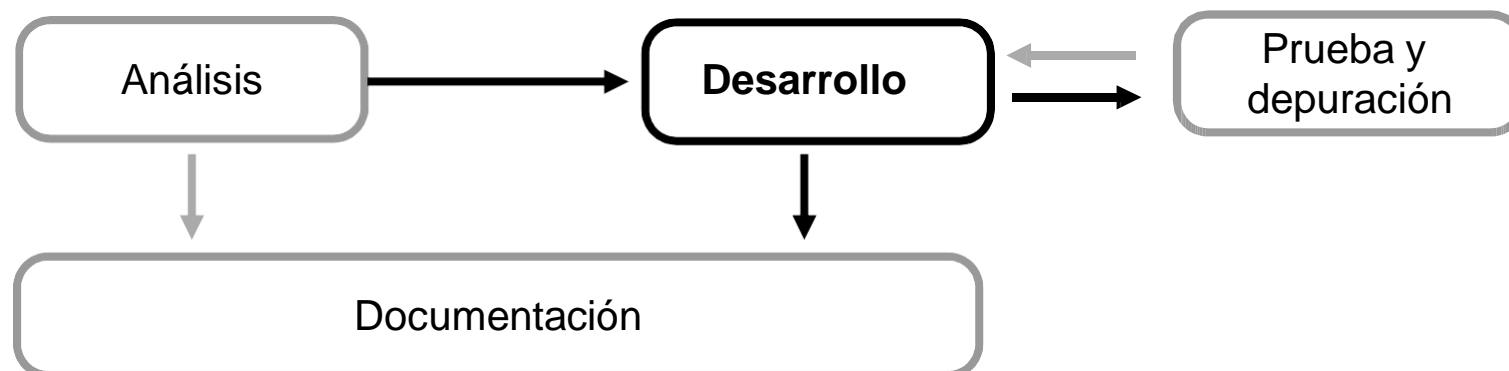 Análisis
Desarrollo
Prueba y
depuración
Documentación